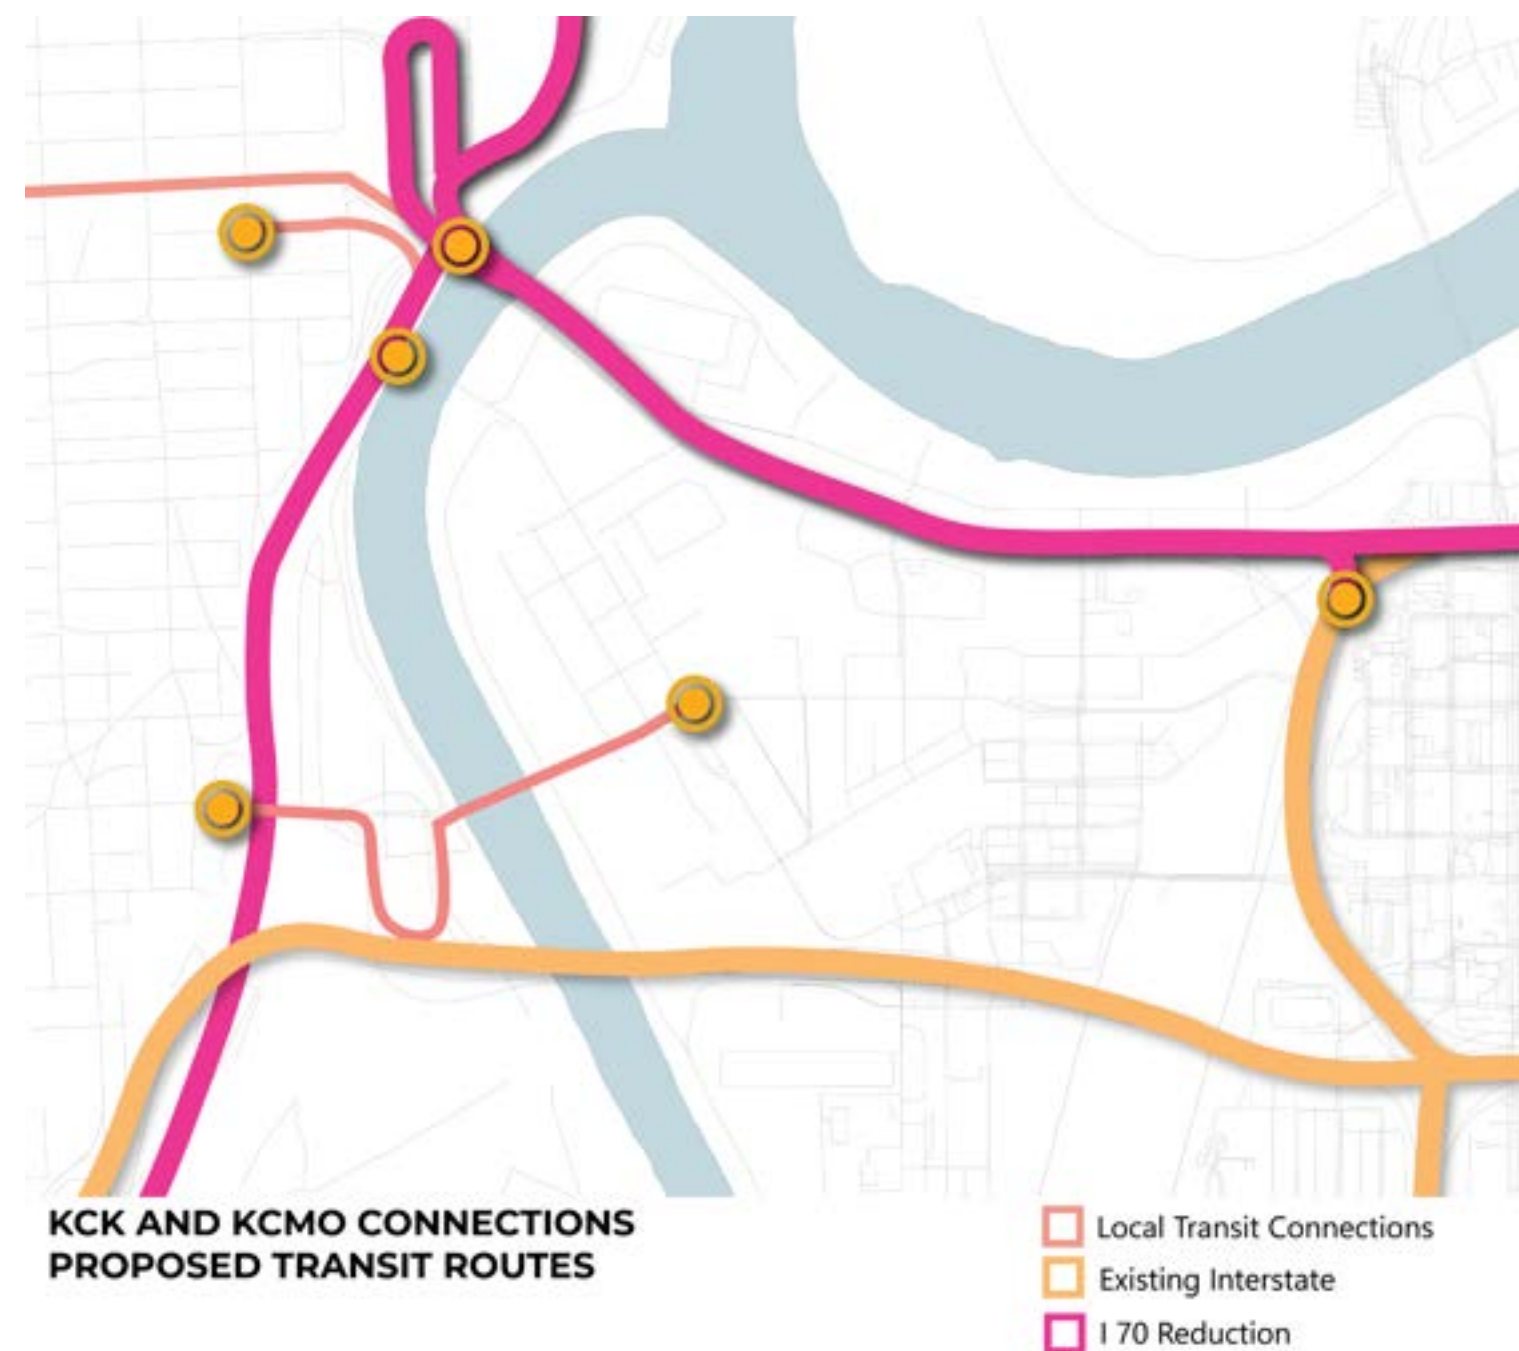 KCK AND KCMO CONNECTIONS
PROPOSED TRANSIT ROUTES
Local Transit Connections
Existing Interstate
I 70 Reduction